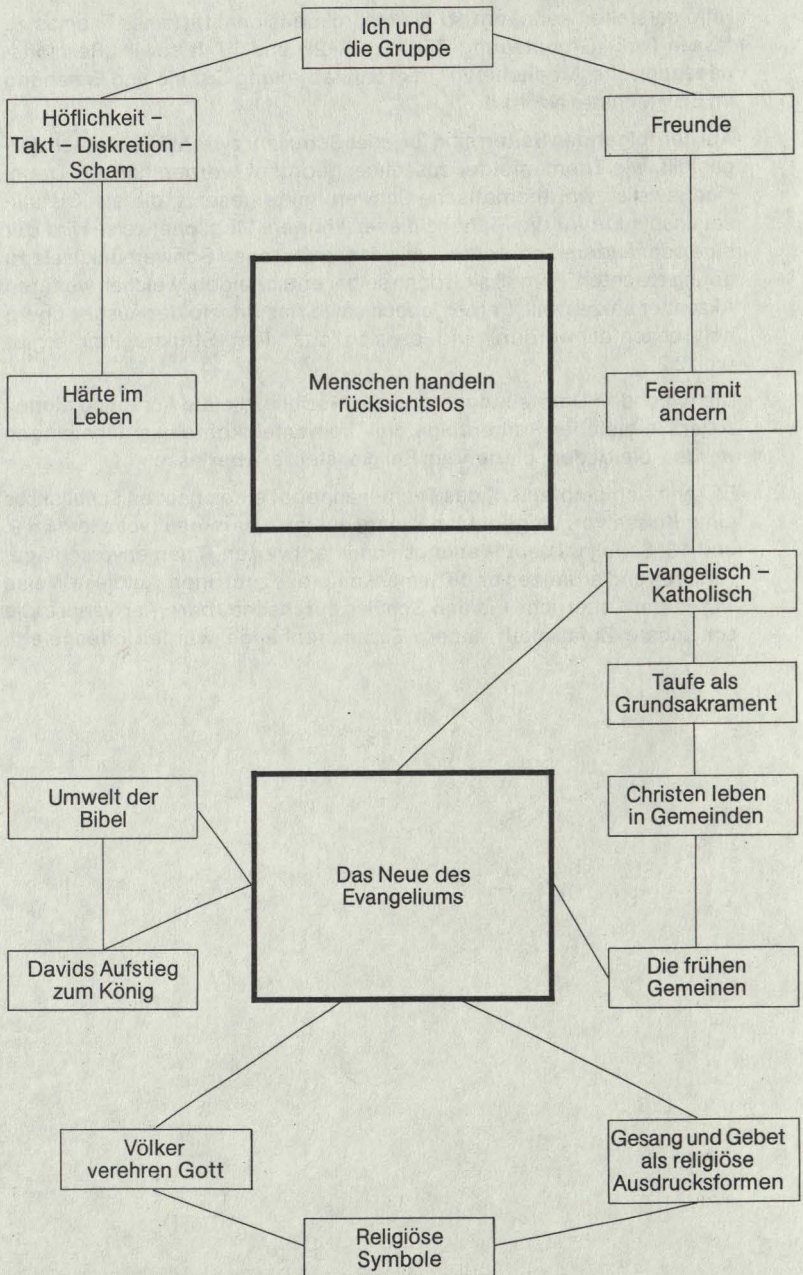 Ich und
die Gruppe
Höflichkeit –
Takt – Diskretion –
Scham
Freunde
Härte im
Leben
Menschen handeln
rücksichtslos
Feiern mit
andern
Evangelisch –
Katholisch
Taufe als
Grundsakrament
Umwelt der
Bibel
Christen leben
in Gemeinden
Das Neue des
Evangeliums
Davids Aufstieg
zum König
Die frühen
Gemeinen
Völker
verehren Gott
Gesang und Gebet
als religiöse
Ausdrucksformen
Religiöse
Symbole